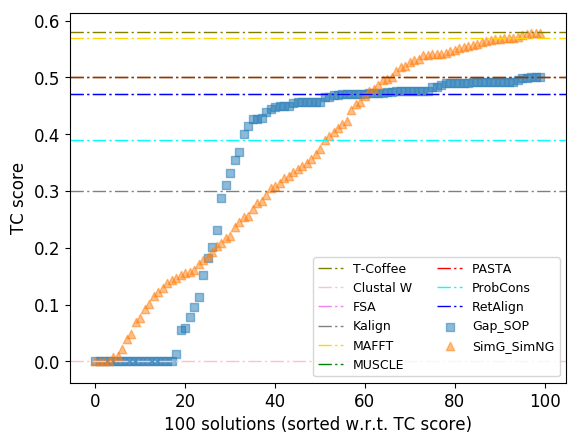 0.6
0.5
0.4
0.3
0.2
0.1
0.0
TC score
T-Coffee
Clustal W
FSA
Kalign
MAFFT
MUSCLE
PASTA
ProbCons
RetAlign
Gap_SOP
SimG_SimNG
0 20 40 60 80 100
100 solutions (sorted w.r.t. TC score)